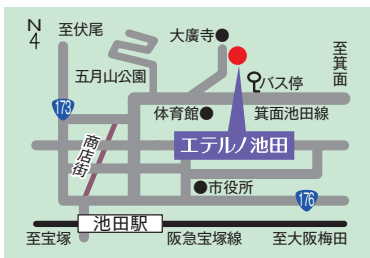 N
4
至伏尾
大廣寺
至箕面
五月山公園
バス停
173
体育館
箕面池田線
商店街
エテルノ池田
市役所
176
池田駅
至宝塚
阪急宝塚線
至大阪梅田